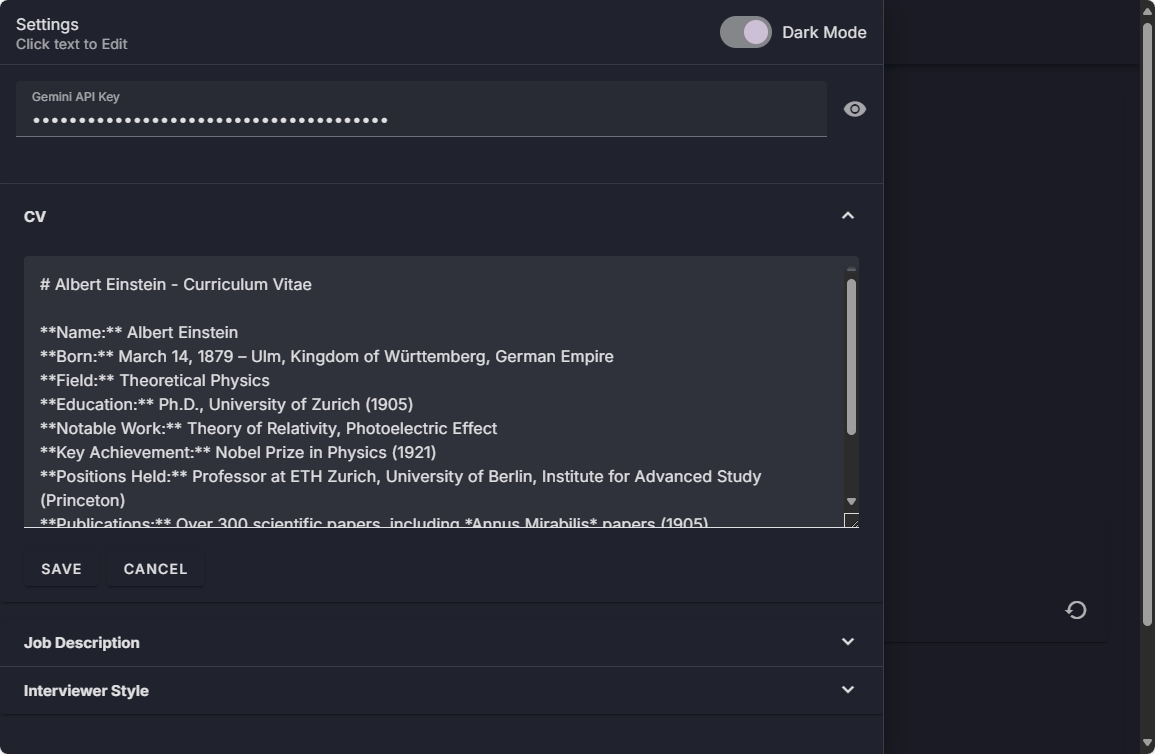 Settings
Click text to Edit
Dark Mode
Gemini API Key
••••••••••••••••••••••••••••••••••••••
CV
# Albert Einstein - Curriculum Vitae
**Name:** Albert Einstein
**Born:** March 14, 1879 – Ulm, Kingdom of Württemberg, German Empire
**Field:** Theoretical Physics
**Education:** Ph.D., University of Zurich (1905)
**Notable Work:** Theory of Relativity, Photoelectric Effect
**Key Achievement:** Nobel Prize in Physics (1921)
**Positions Held:** Professor at ETH Zurich, University of Berlin, Institute for Advanced Study
(Princeton)
**Publications:** Over 300 scientific papers, including *Annus Mirabilis* papers (1905)
SAVE
CANCEL
Job Description
Interviewer Style